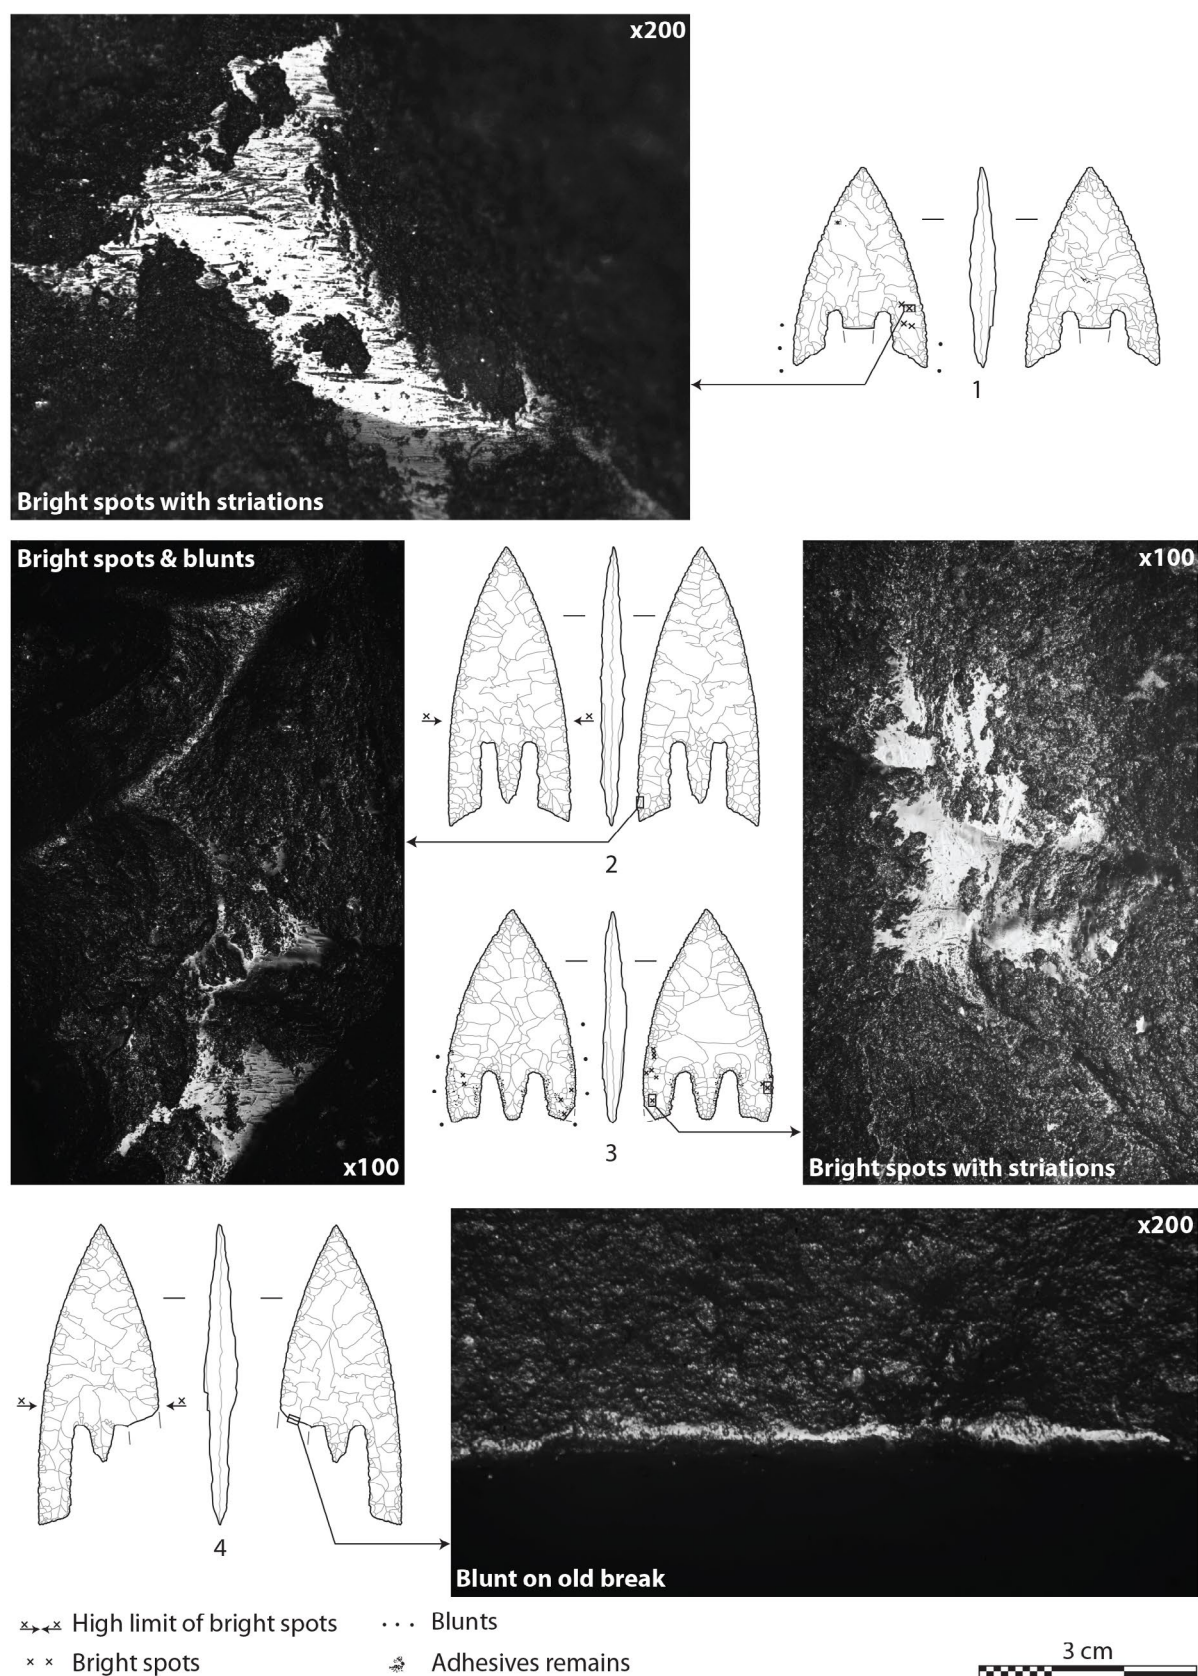 x200
Bright spots with striations
1
Bright spots & blunts
x100
x100
Bright spots with striations
2
3
x200
Blunt on old break
4
High limit of bright spots
Blunts
Bright spots
Adhesives remains
3 cm